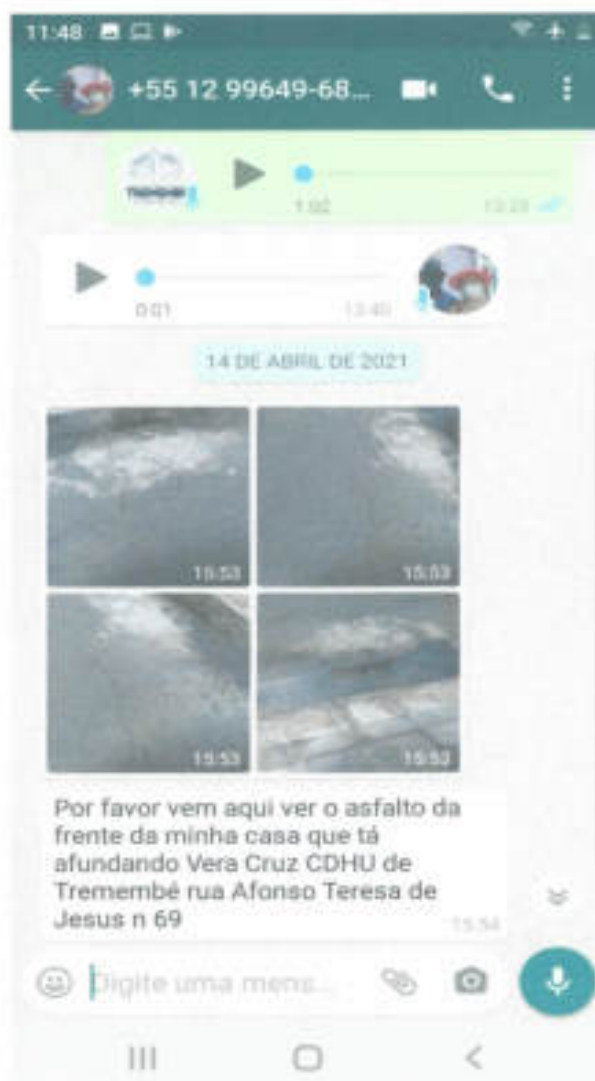 11:48
+55 12 99649-68...
1:02
13:40
0:01
14 DE ABRIL DE 2021
15:53
15:53
15:53
15:53
Por favor vem aqui ver o asfalto da
frente da minha casa que tá
afundando Vera Cruz CDHU de
Tremembé rua Afonso Teresa de
Jesus n 69
15:54
Digite uma mens...